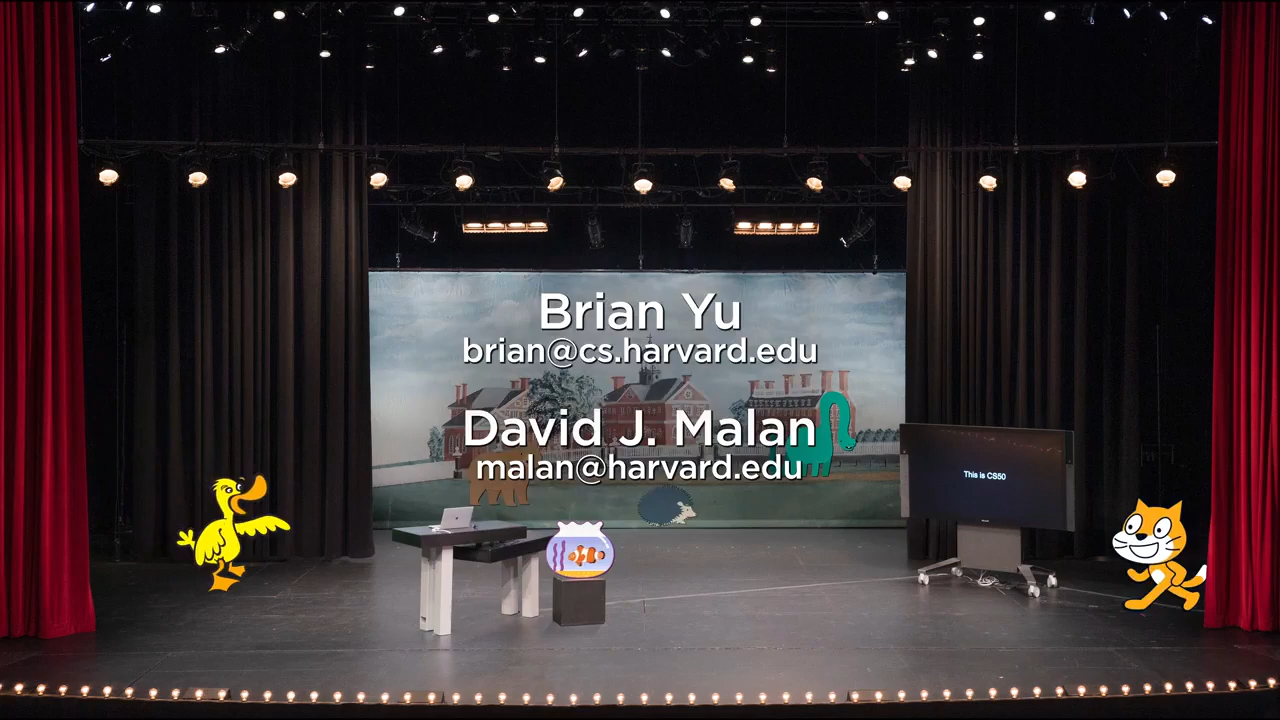 Brian Yu
brian@cs.harvard.edu
David J. Malan
malan@harvard.edu
This is CS50